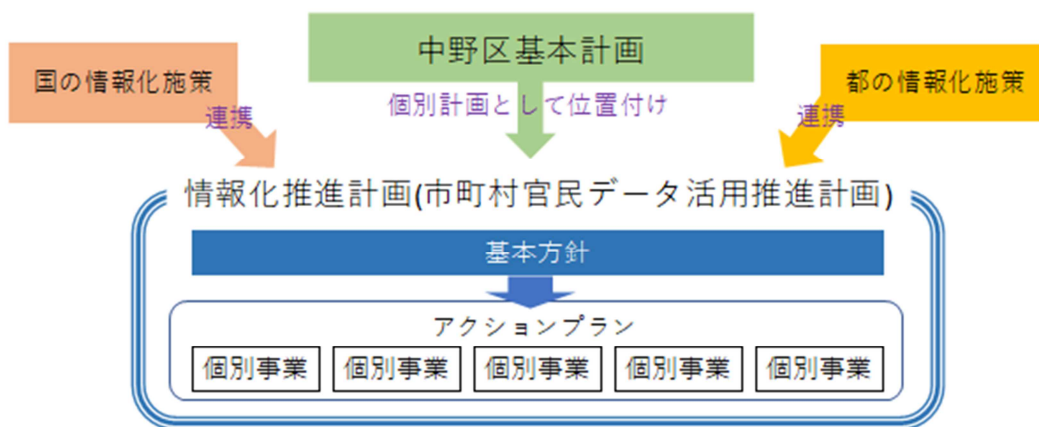 中野区基本計画
国の情報化施策
都の情報化施策
連携
個別計画として位置付け
連携
情報化推進計画(市町村官民データ活用推進計画)
基本方針
アクションプラン
個別事業
個別事業
個別事業
個別事業
個別事業